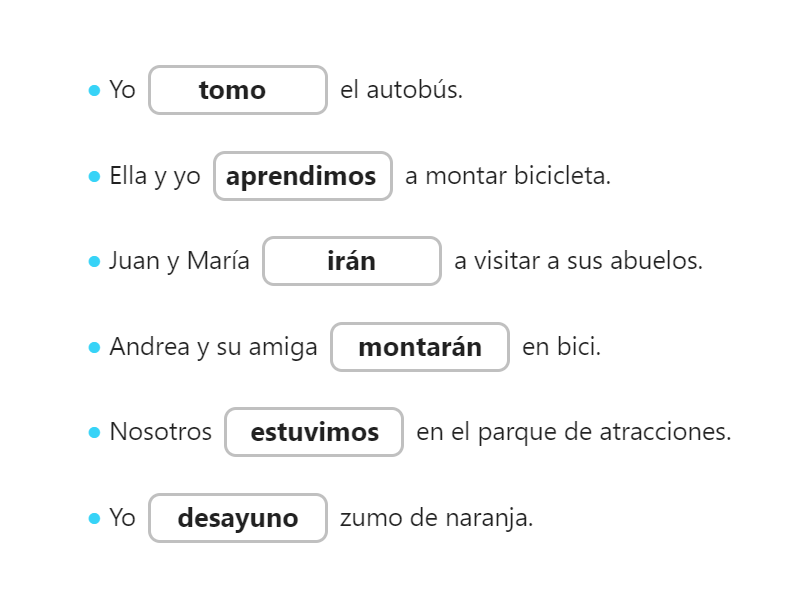 • Yo tomo el autobús.
• Ella y yo aprendimos a montar bicicleta.
• Juan y María irán a visitar a sus abuelos.
• Andrea y su amiga montarán en bici.
• Nosotros estuvimos en el parque de atracciones.
• Yo desayuno zumo de naranja.